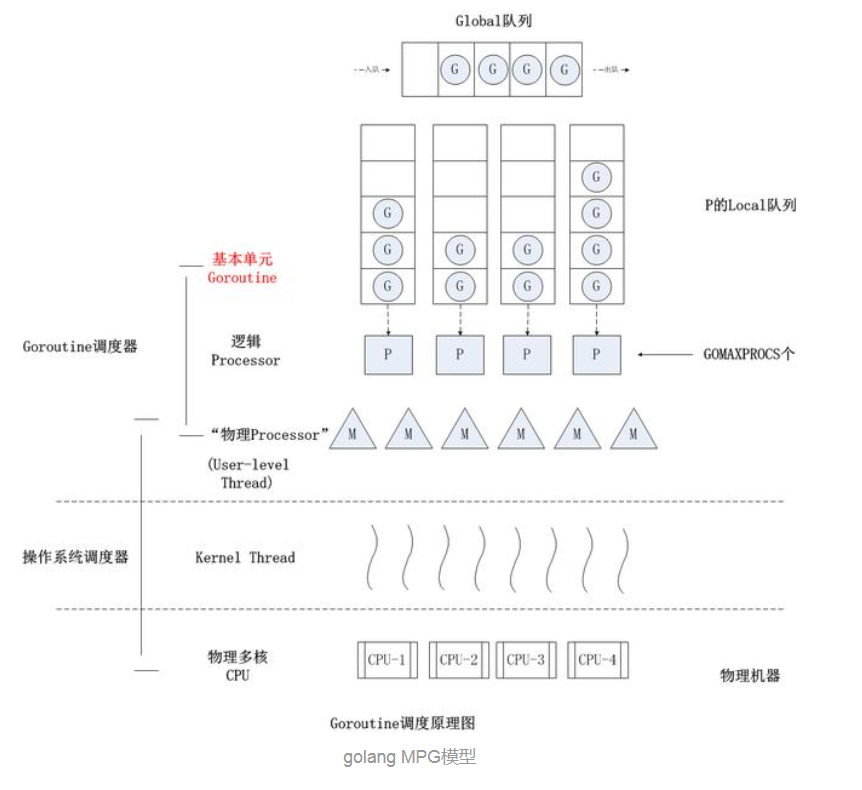 Global队列
入队
G G G G
出队
P的Local队列
G
G G
G G G G
G G G G
基本单元
Goroutine
Goroutine调度器
逻辑
Processor
P P P P
GOMAXPROCS个
“物理Processor”
M M M M M M
(User-level
Thread)
操作系统调度器
Kernel Thread
物理多核
CPU
CPU-1 CPU-2 CPU-3 CPU-4
物理机器
Goroutine调度原理图
golang MPG模型